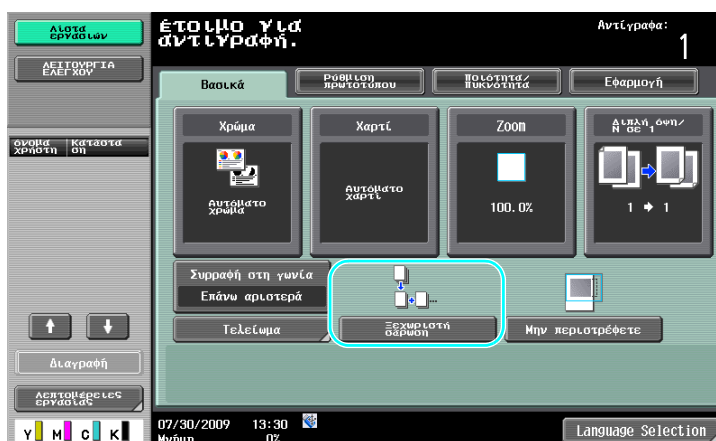 Λίστα
εργασιών
έτοιμο για
αντιγραφή.
Αντίγραφα:
1
ΛΕΙΤΟΥΡΓΙΑ
ΕΛΕΓΧΟΥ
Βασικά
Ρύθμιση
πρωτοτύπου
Ποιότητα/
πυκνότητα
Εφαρμογή
όνομα
χρήστη
Κατάστα
ση
Χρώμα
Αυτόματο
χρώμα
Χαρτί
Αυτόματο
χαρτί
Zoom
100.0%
Διπλή όψη/
N σε 1
1 → 1
Συρραφή στη γωνία
Επάνω αριστερά
Τελείωμα
Ξεχωριστή
σάρωση
Μην περιστρέφετε
Διαγραφή
Λεπτομέρειες
εργασίας
Y M C K
07/30/2009 13:30
Μνήμη 0%
Language Selection